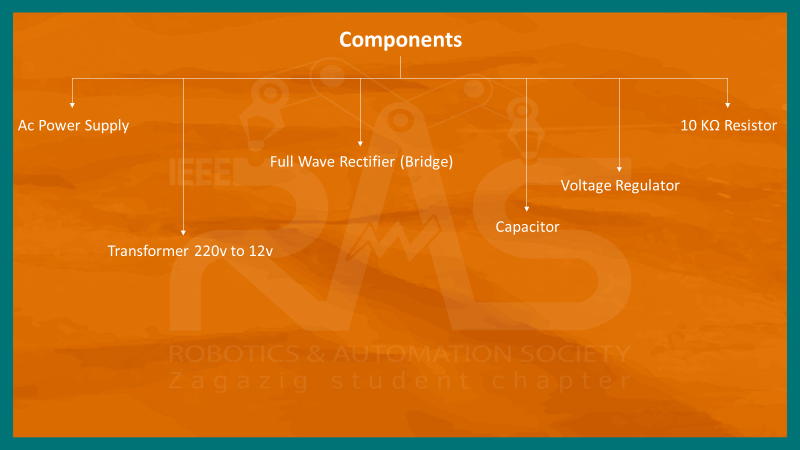 Components
Ac Power Supply
10 KΩ Resistor
Full Wave Rectifier (Bridge)
Voltage Regulator
Capacitor
Transformer 220v to 12v
IEEE
RAS
ROBOTICS & AUTOMATION SOCIETY
Zagazig student chapter